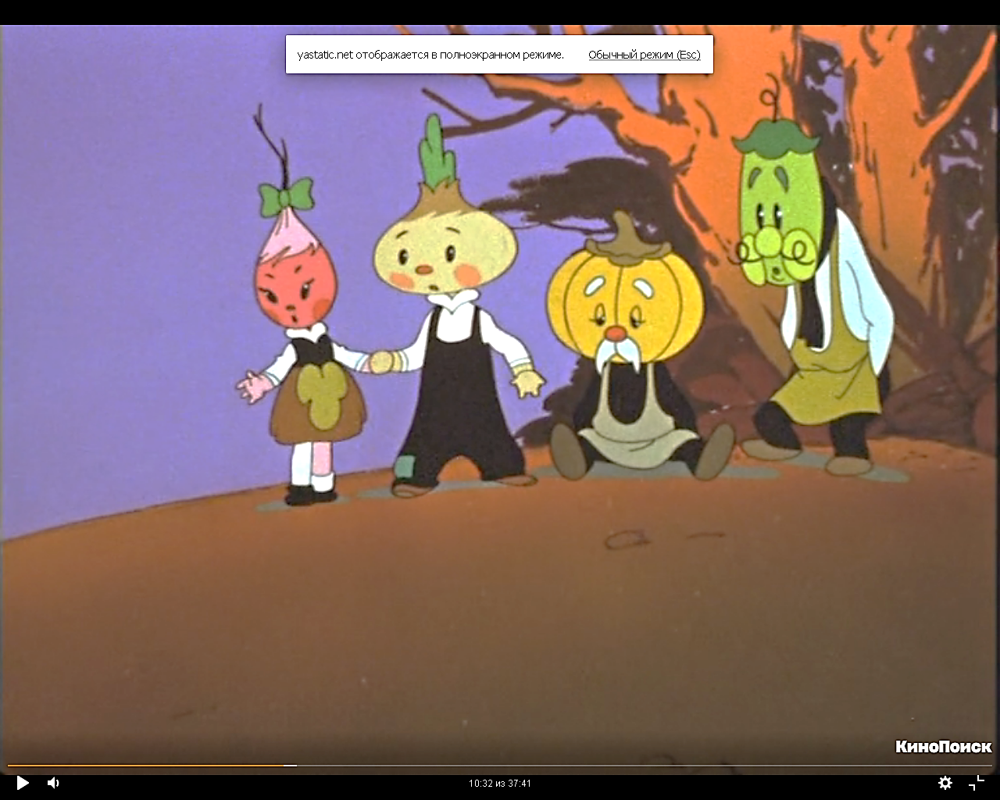 yastatic.net отображается в полноэкранном режиме. Обычный режим (Esc)
КиноПоиск
10:32 из 37:41